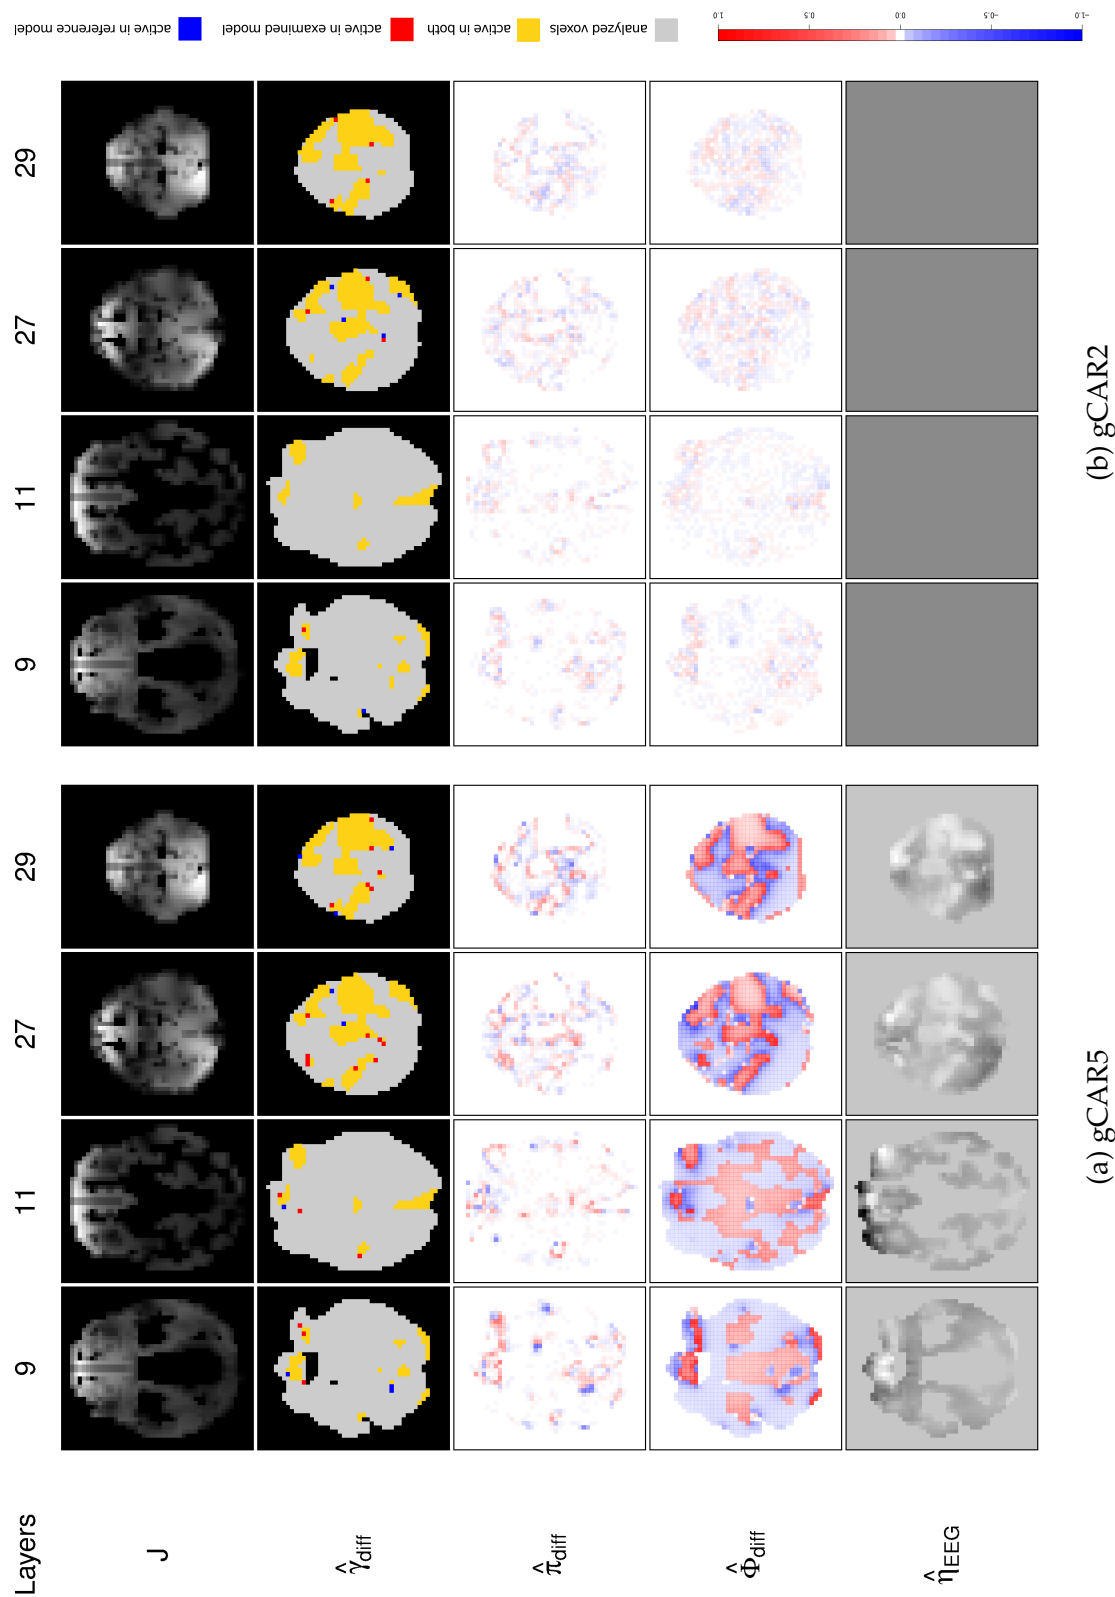 Layers 9 11 27 29 9 11 27 29
J
γ̂diff
π̂diff
Φ̂diff
η̂EEG
(a) gCAR5
(b) gCAR2
analyzed voxels
active in both
active in examined model
active in reference model
1.0 0.5 0.0 −0.5 −1.0